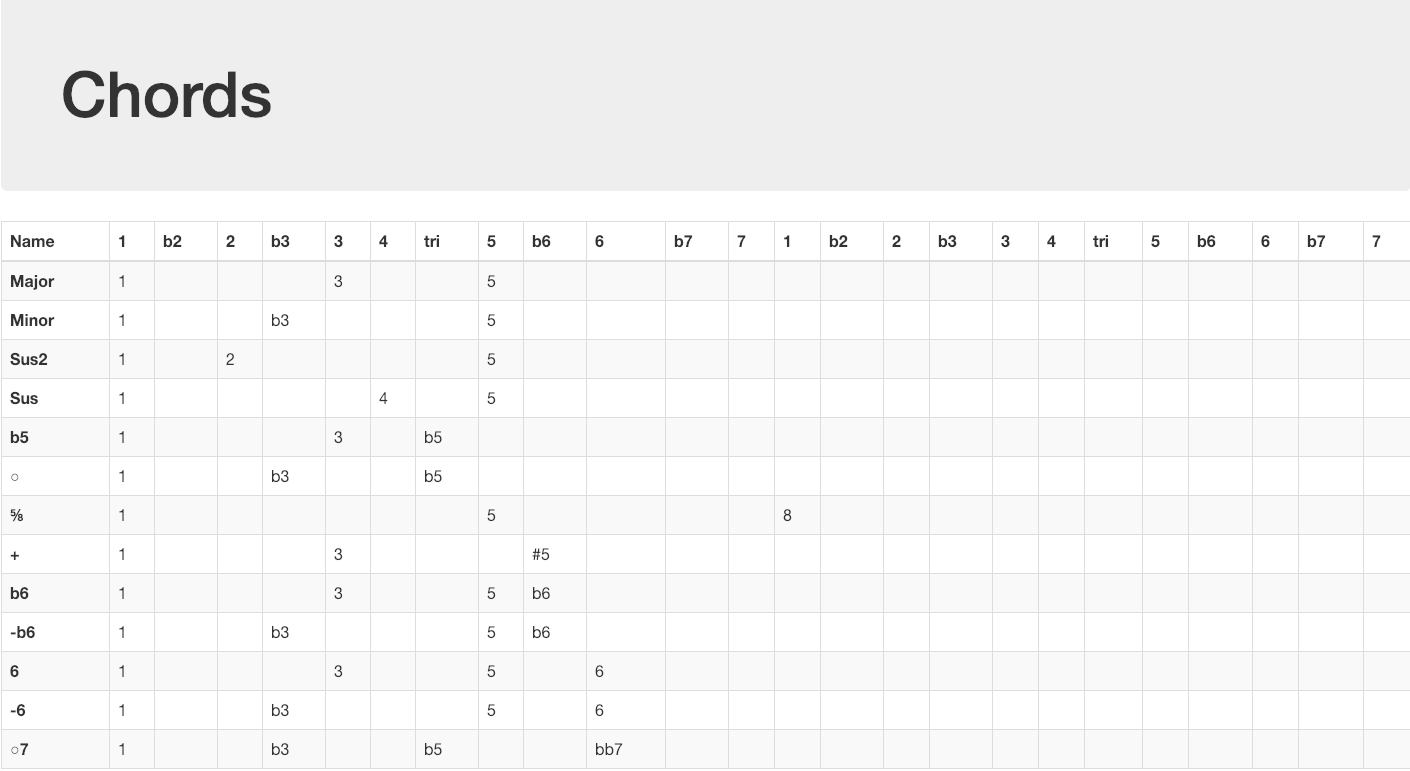 Chords
Name 1 b2 2 b3 3 4 tri 5 b6 6 b7 7 1 b2 2 b3 3 4 tri 5 b6 6 b7 7
Major 1 3 5
Minor 1 b3 5
Sus2 1 2 5
Sus 1 4 5
b5 1 3 b5
○ 1 b3 b5
⅝ 1 5 8
+ 1 3 #5
b6 1 3 5 b6
-b6 1 b3 5 b6
6 1 3 5 6
-6 1 b3 5 6
○7 1 b3 b5 bb7